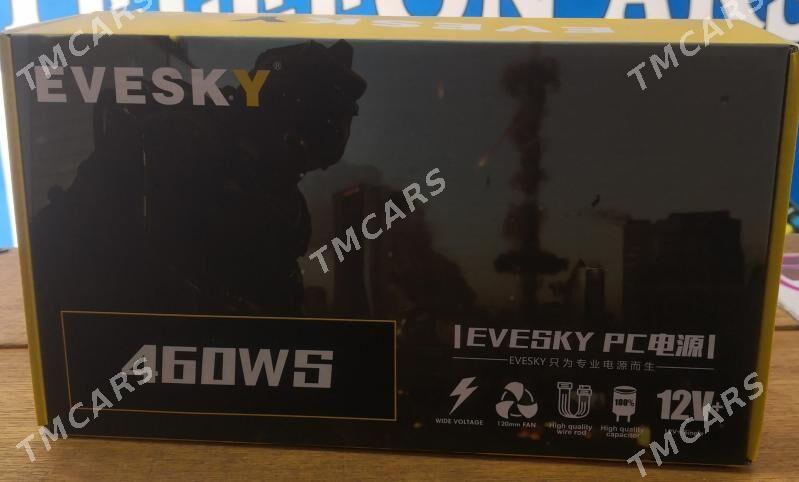 EVESKY
EVESKY®
460WS
EVESKY PC电源
EVESKY 只为专业电源而生
WIDE VOLTAGE
120mm FAN
High quality
wire rod
100%
High quality
capacitor
12V+
TMCARS
TMCARS
TMCARS
TMCARS
TMCARS
TMCARS